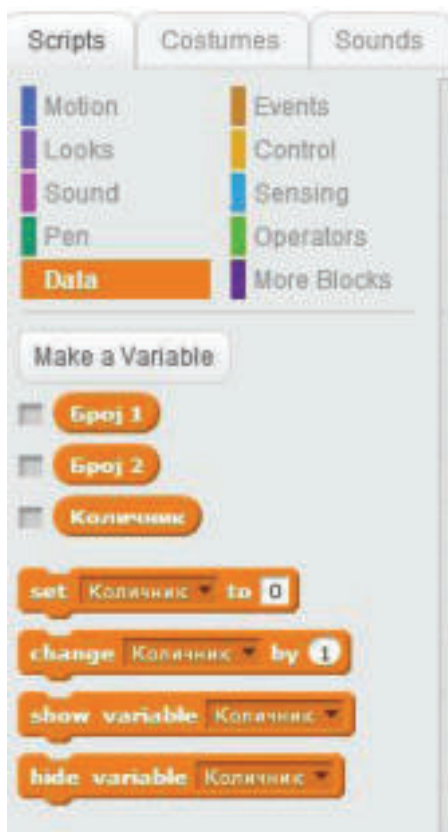 Scripts Costumes Sounds
Motion Events
Looks Control
Sound Sensing
Pen Operators
Data More Blocks
Make a Variable
Број 1
Број 2
Количник
set Количник to 0
change Количник by 1
show variable Количник
hide variable Количник